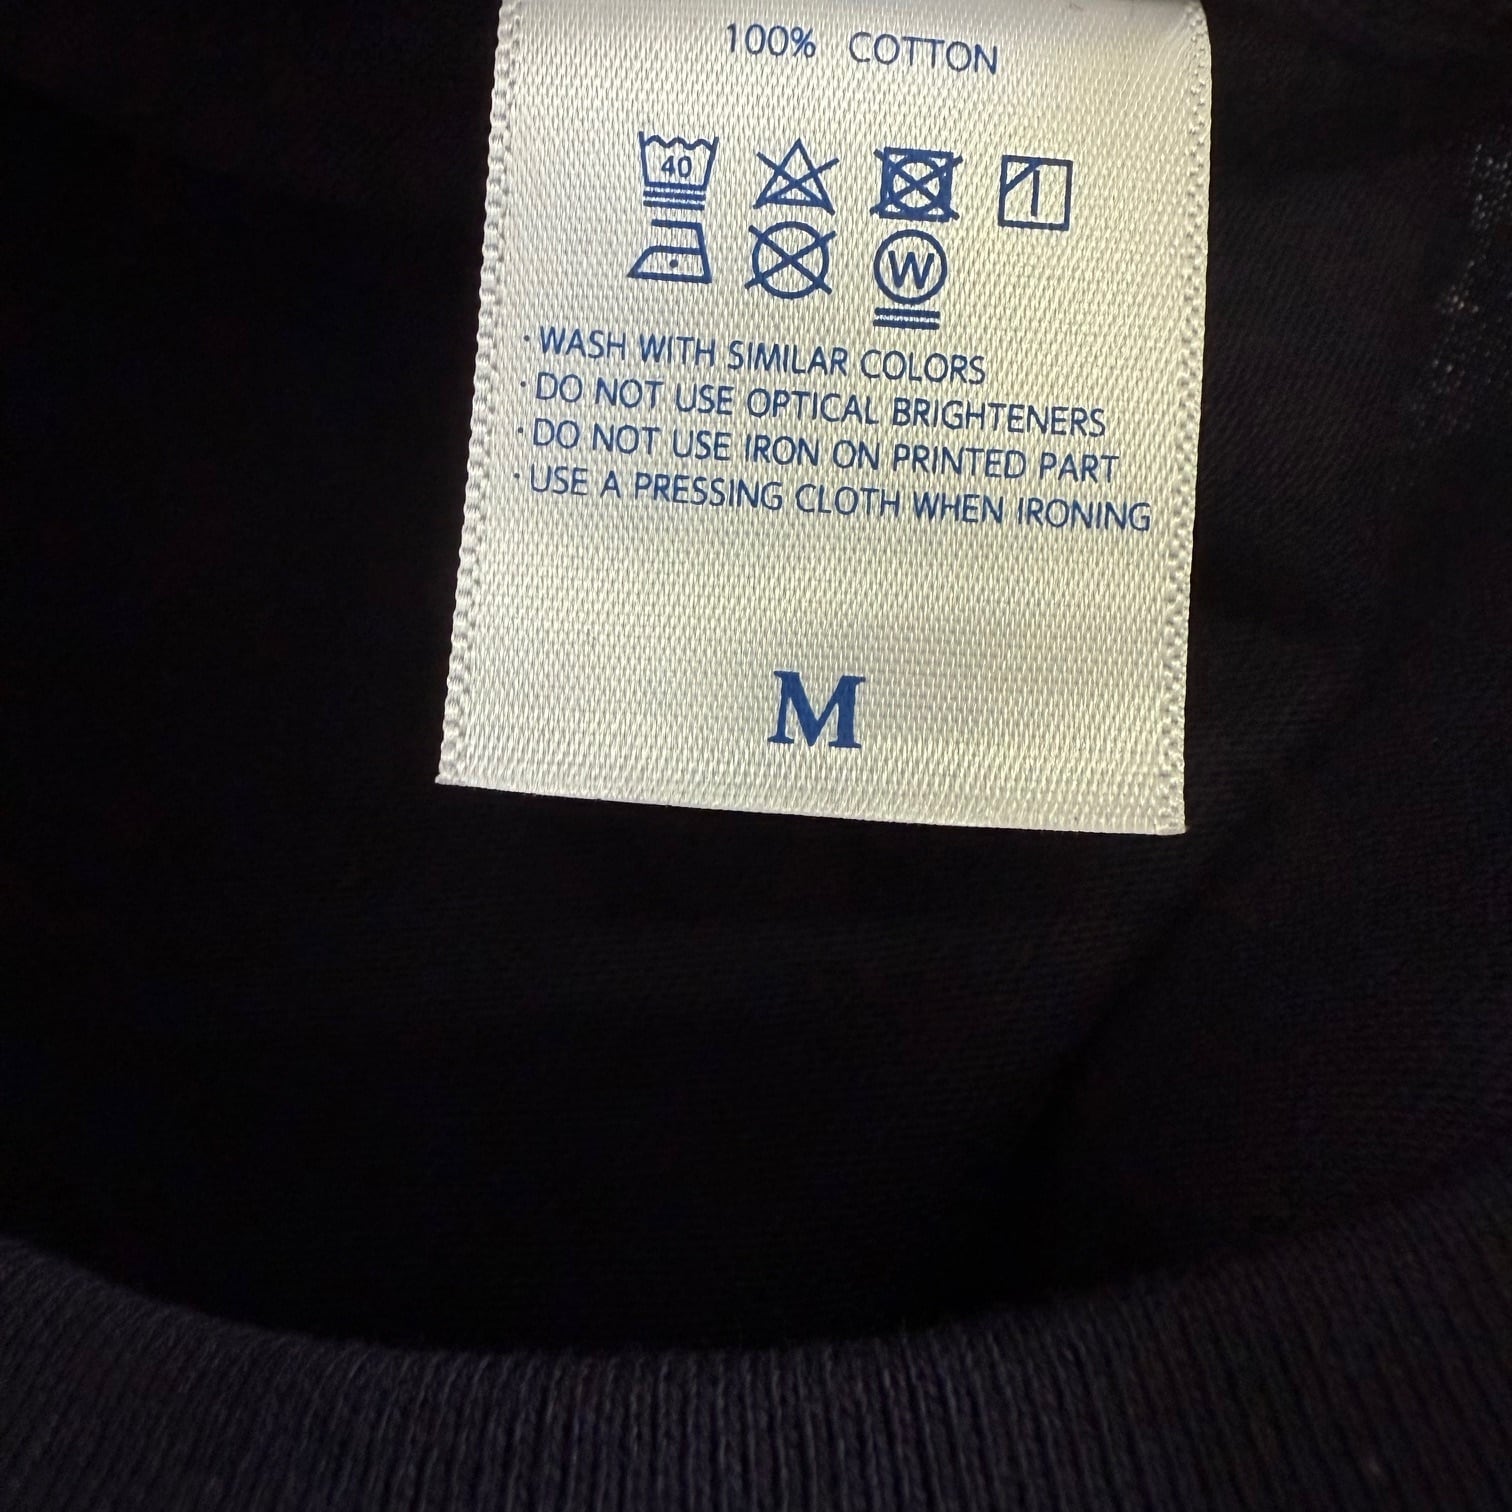 100% COTTON
40
W
· WASH WITH SIMILAR COLORS
· DO NOT USE OPTICAL BRIGHTENERS
· DO NOT USE IRON ON PRINTED PART
· USE A PRESSING CLOTH WHEN IRONING
M